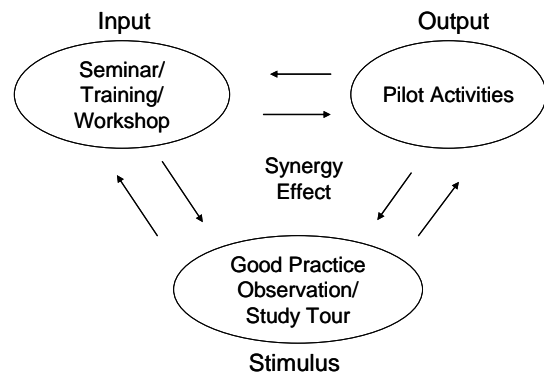 Input
Output
Seminar/
Training/
Workshop
Pilot Activities
Synergy
Effect
Good Practice
Observation/
Study Tour
Stimulus